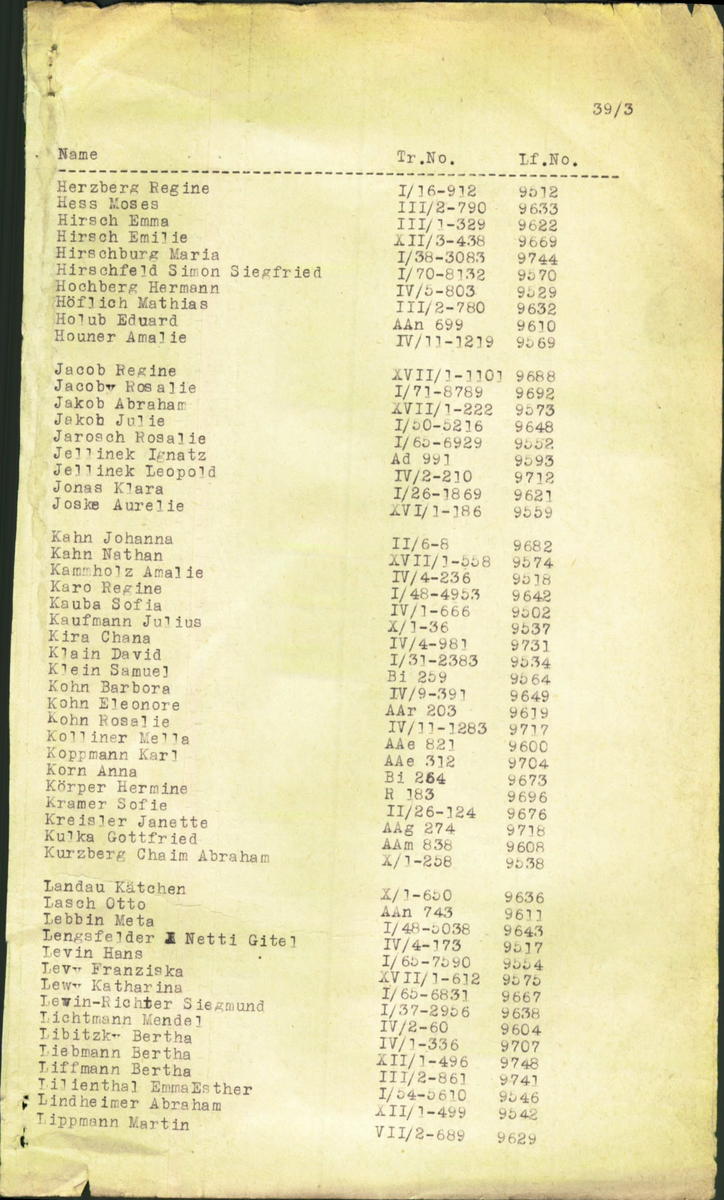 39/3
Name Tr.No. Lf.No.
Herzberg Regine I/16-912 9512
Hess Moses III/2-790 9633
Hirsch Emma III/1-329 9622
Hirsch Emilie XII/3-438 9669
Hirschburg Maria I/38-3083 9744
Hirschfeld Simon Siegfried I/70-8132 9570
Hochberg Hermann IV/5-803 9529
Höflich Mathias III/2-780 9632
Holub Eduard AAn 699 9610
Houner Amalie IV/11-1219 9569
Jacob Regine XVII/1-1101 9688
Jacoby Rosalie I/71-8789 9692
Jakob Abraham XVII/1-222 9573
Jakob Julie I/50-5216 9648
Jarosch Rosalie I/65-6929 9552
Jellinek Ignatz Ad 991 9593
Jellinek Leopold IV/2-210 9712
Jonas Klara I/26-1869 9621
Joske Aurelie XVI/1-186 9559
Kahn Johanna II/6-8 9682
Kahn Nathan XVII/1-558 9574
Kammholz Amalie IV/4-236 9518
Karo Regine I/48-4953 9642
Kauba Sofia IV/1-666 9502
Kaufmann Julius X/1-36 9537
Kira Chana IV/4-981 9731
Klain David I/31-2383 9534
Klein Samuel Bi 259 9564
Kohn Barbora IV/9-391 9649
Kohn Eleonore AAr 203 9619
Kohn Rosalie IV/11-1283 9717
Kolliner Mella AAe 821 9600
Koppmann Karl AAe 312 9704
Korn Anna Bi 264 9673
Körper Hermine R 183 9696
Kramer Sofie II/26-124 9676
Kreisler Janette AAg 274 9718
Kulka Gottfried AAm 838 9608
Kurzberg Chaim Abraham X/1-258 9538
Landau Kätchen X/1-650 9636
Lasch Otto AAn 743 9611
Lebbin Meta I/48-5038 9643
Lengsfelder Netti Gitel IV/4-173 9517
Levin Hans I/65-7590 9554
Levy Franziska XVII/1-612 9575
Lewy Katharina I/65-6831 9667
Lewin-Richter Siegmund I/37-2956 9638
Lichtmann Mendel IV/2-60 9604
Libitzky Bertha IV/1-336 9707
Liebmann Bertha XII/1-496 9748
Liffmann Bertha III/2-861 9741
Lilienthal EmmaEsther I/54-5610 9546
Lindheimer Abraham XII/1-499 9542
Lippmann Martin VII/2-689 9629